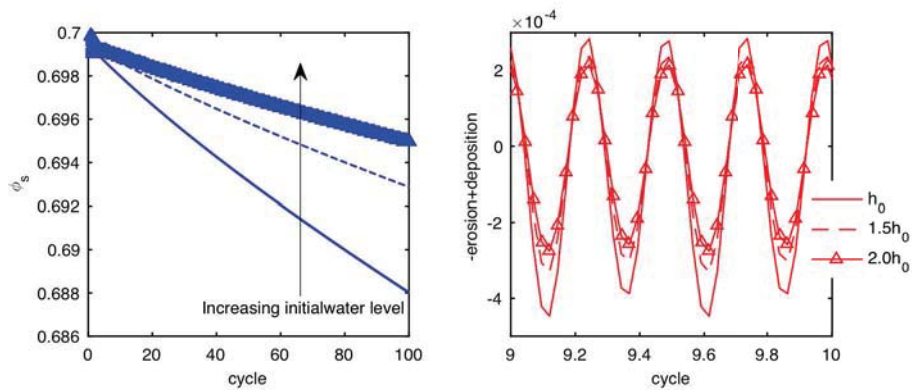 0.7
0.698
0.696
0.694
0.692
0.69
0.688
0.686
ϕs
0 20 40 60 80 100
cycle
Increasing initialwater level
×10-4
2
0
-2
-4
-erosion+deposition
9 9.2 9.4 9.6 9.8 10
cycle
h0
1.5h0
2.0h0